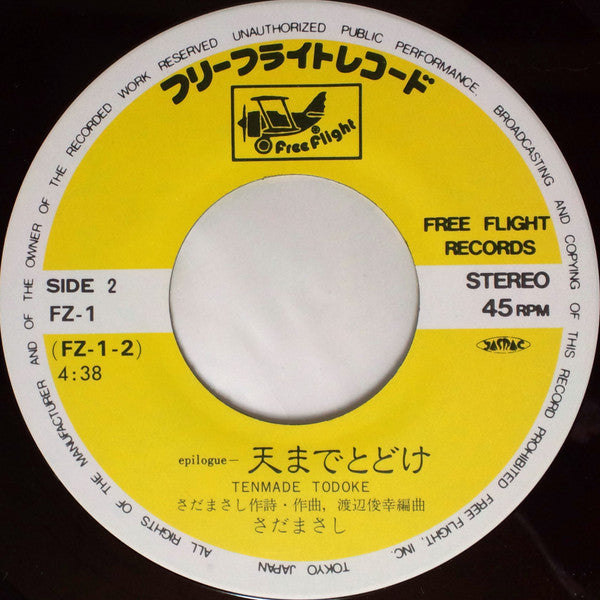 ALL RIGHTS OF THE MANUFACTURER AND OF THE OWNER OF THE RECORDED WORK RESERVED UNAUTHORIZED PUBLIC PERFORMANCE. BROADCASTING AND COPYING OF THIS RECORD PROHIBITED FREE FLIGHT, INC. TOKYO JAPAN
フリーフライトレコード
Free Flight®
FREE FLIGHT
RECORDS
SIDE 2
STEREO
FZ-1
45 RPM
(FZ-1-2)
JASRAC
4:38
epilogue— 天までとどけ
TENMADE TODOKE
さだまさし作詩・作曲, 渡辺俊幸編曲
さだまさし